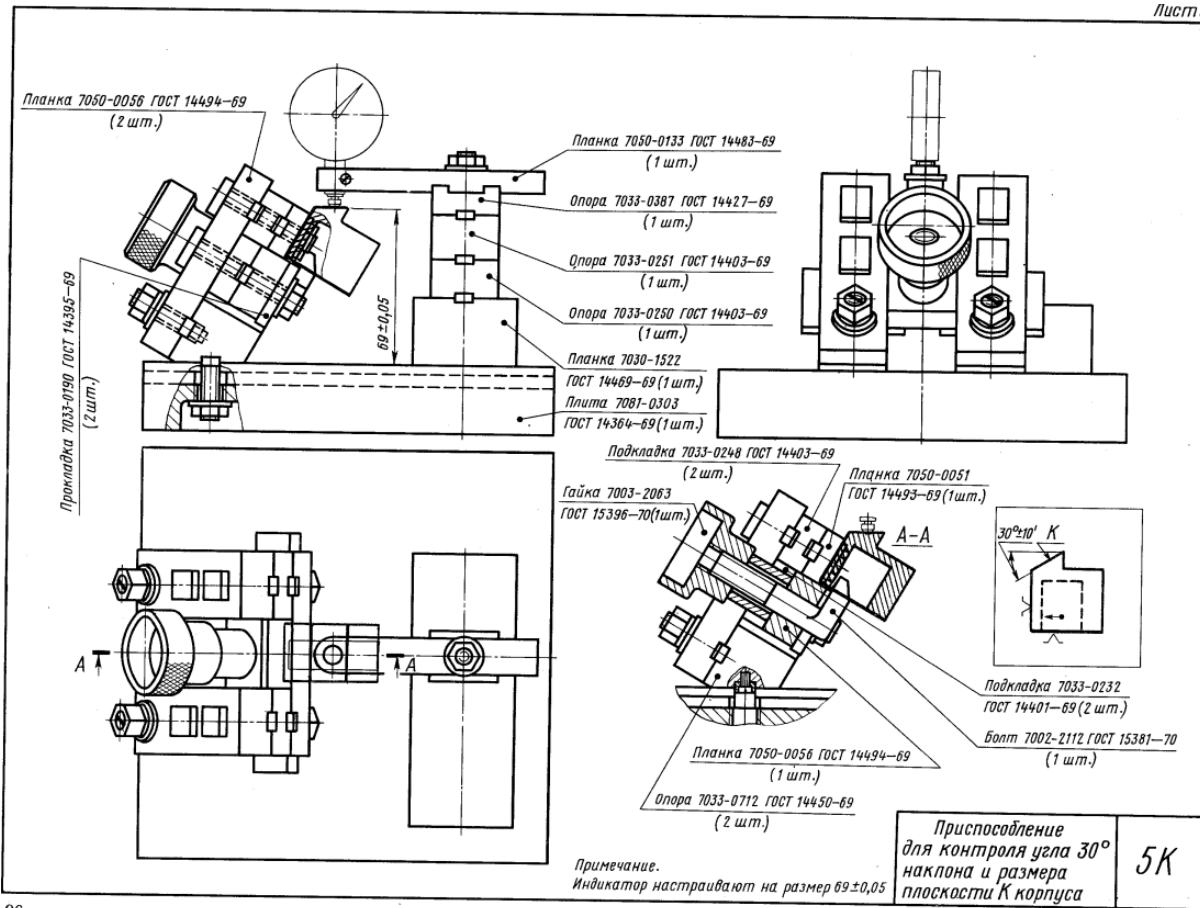 Лист
Планка 7050-0056 ГОСТ 14494-69
(2 шт.)
Планка 7050-0133 ГОСТ 14483-69
(1 шт.)
Опора 7033-0387 ГОСТ 14427-69
(1 шт.)
Опора 7033-0251 ГОСТ 14403-69
(1 шт.)
Опора 7033-0250 ГОСТ 14403-69
(1 шт.)
Планка 7030-1522
ГОСТ 14469-69 (1 шт.)
Плита 7081-0303
ГОСТ 14364-69 (1 шт.)
69±0,05
Прокладка 7033-0190 ГОСТ 14395-69
(2 шт.)
Подкладка 7033-0248 ГОСТ 14403-69
(2 шт.)
Планка 7050-0051
ГОСТ 14493-69 (1 шт.)
Гайка 7003-2063
ГОСТ 15396-70 (1 шт.)
А-А
30°±10' К
А
А
Подкладка 7033-0232
ГОСТ 14401-69 (2 шт.)
Болт 7002-2112 ГОСТ 15381-70
(1 шт.)
Планка 7050-0056 ГОСТ 14494-69
(1 шт.)
Опора 7033-0712 ГОСТ 14450-69
(2 шт.)
Примечание.
Индикатор настраивают на размер 69±0,05
Приспособление
для контроля угла 30°
наклона и размера
плоскости К корпуса
5К